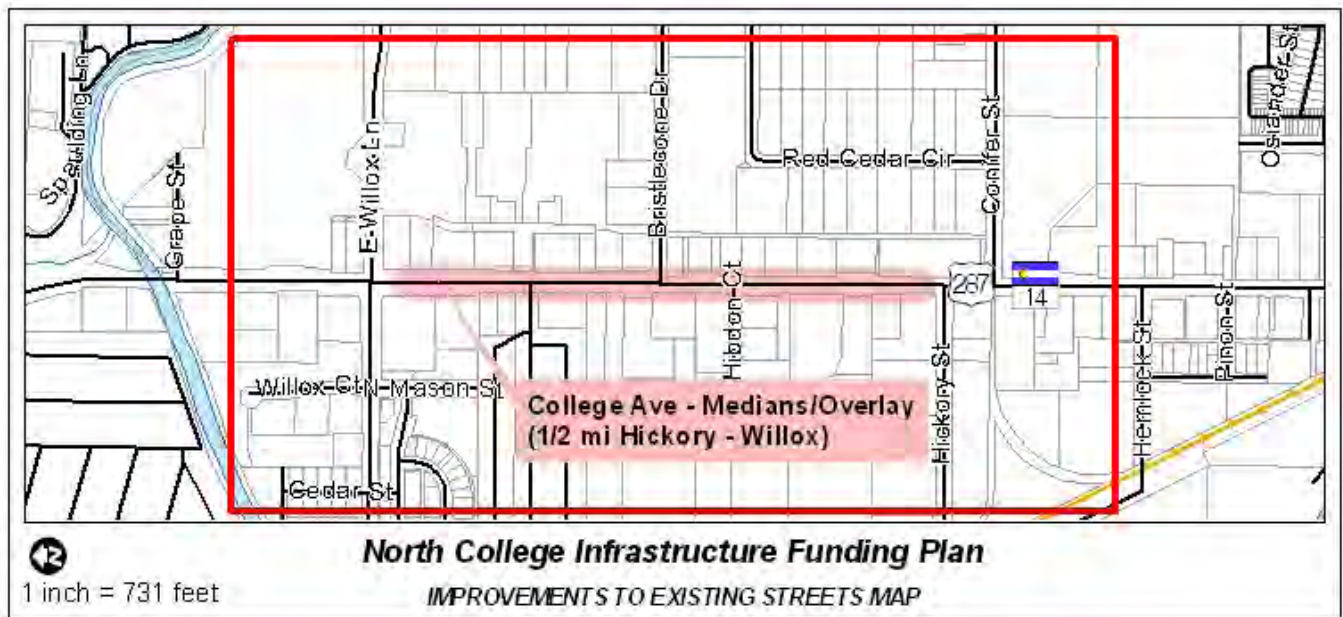 Spaulding Ln
Grape St
E Willox Ln
Bristlecone Dr
Red Cedar Cir
Conifer St
Oslander St
287
14
Hibdon Ct
Willox Ct
N Mason St
Cedar St
Hickory St
Hemlock St
Pinon St
College Ave - Medians/Overlay
(1/2 mi Hickory - Willox)
North College Infrastructure Funding Plan
1 inch = 731 feet
IMPROVEMENTS TO EXISTING STREETS MAP